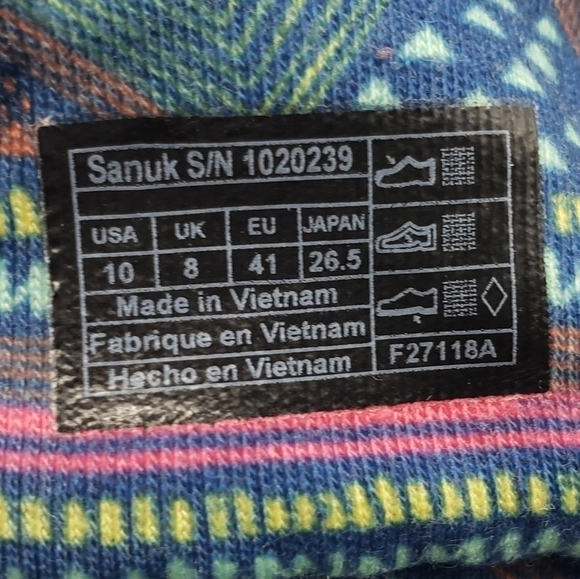 Sanuk S/N 1020239
USA UK EU JAPAN
10 8 41 26.5
Made in Vietnam
Fabrique en Vietnam
Hecho en Vietnam
F27118A